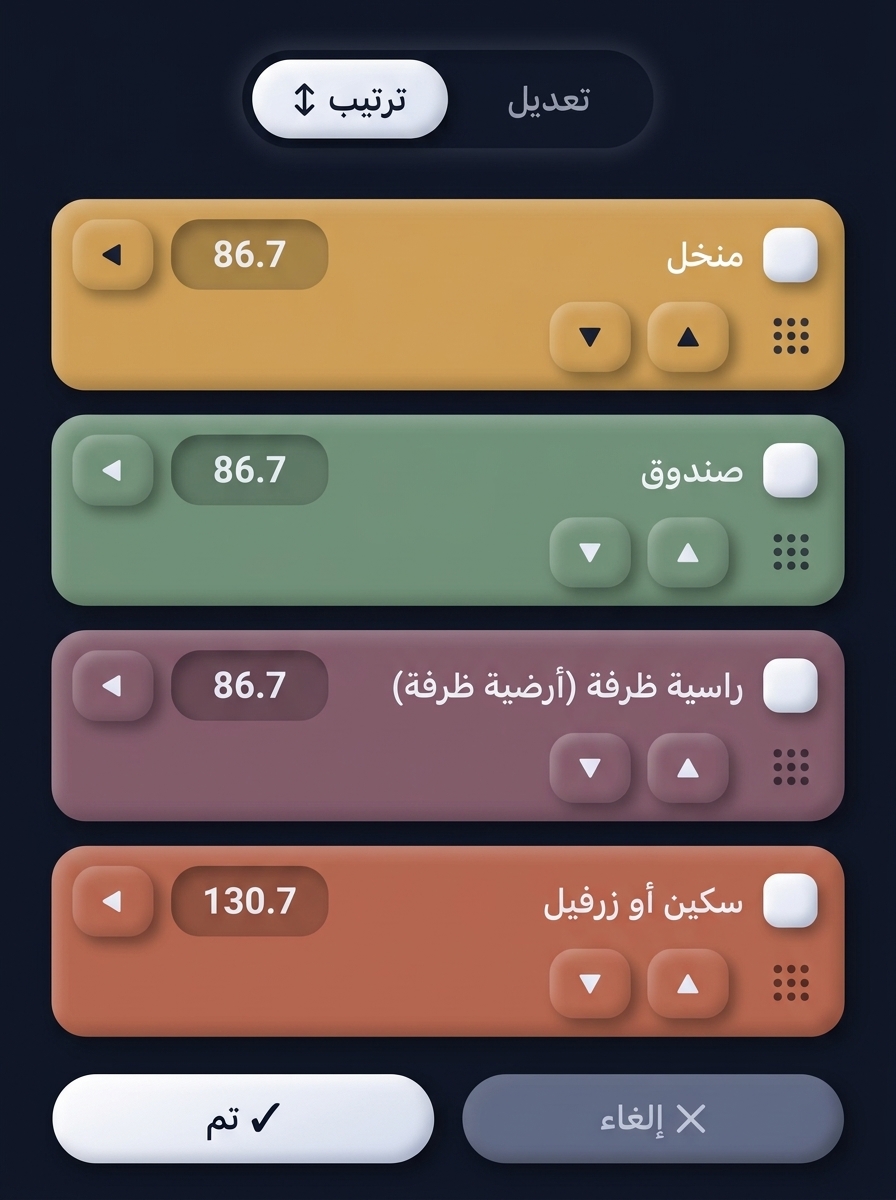 تعديل
ترتيب ↕
منخل
86.7
صندوق
86.7
راسية ظرفة (أرضية ظرفة)
86.7
سكين أو زرفيل
130.7
× إلغاء
✓ تم